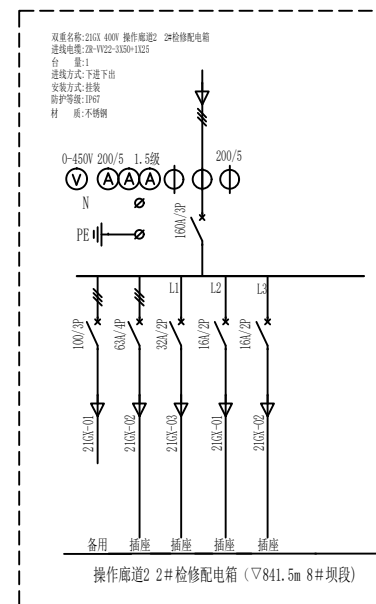 双重名称:21GX 400V 操作廊道2 2#检修配电箱
进线电缆:ZR-VV22-3X50+1X25
台 量:1
进线方式:下进下出
安装方式:挂装
防护等级:IP67
材 质:不锈钢
0-450V 200/5 1.5级 200/5
V A A A
N
PE
160A/3P
L1 L2 L3
100/3P 63A/4P 32A/2P 16A/2P 16A/2P
21GX-01 21GX-02 21GX-03 21GX-01 21GX-02
备用 插座 插座 插座 插座
操作廊道2 2#检修配电箱(▽841.5m 8#坝段)